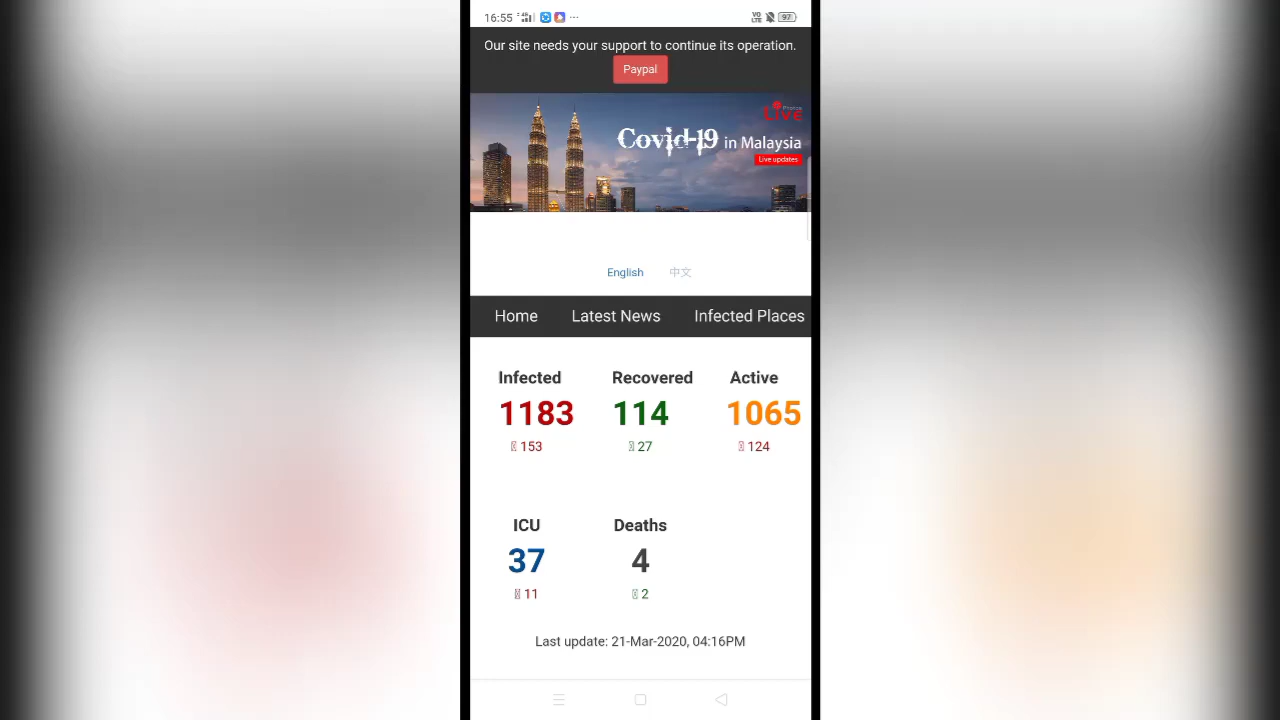 16:55
97
Our site needs your support to continue its operation.
Paypal
Live Photos
Covid-19 in Malaysia
Live updates
English 中文
Home Latest News Infected Places
Infected Recovered Active
1183 114 1065
153 27 124
ICU Deaths
37 4
11 2
Last update: 21-Mar-2020, 04:16PM